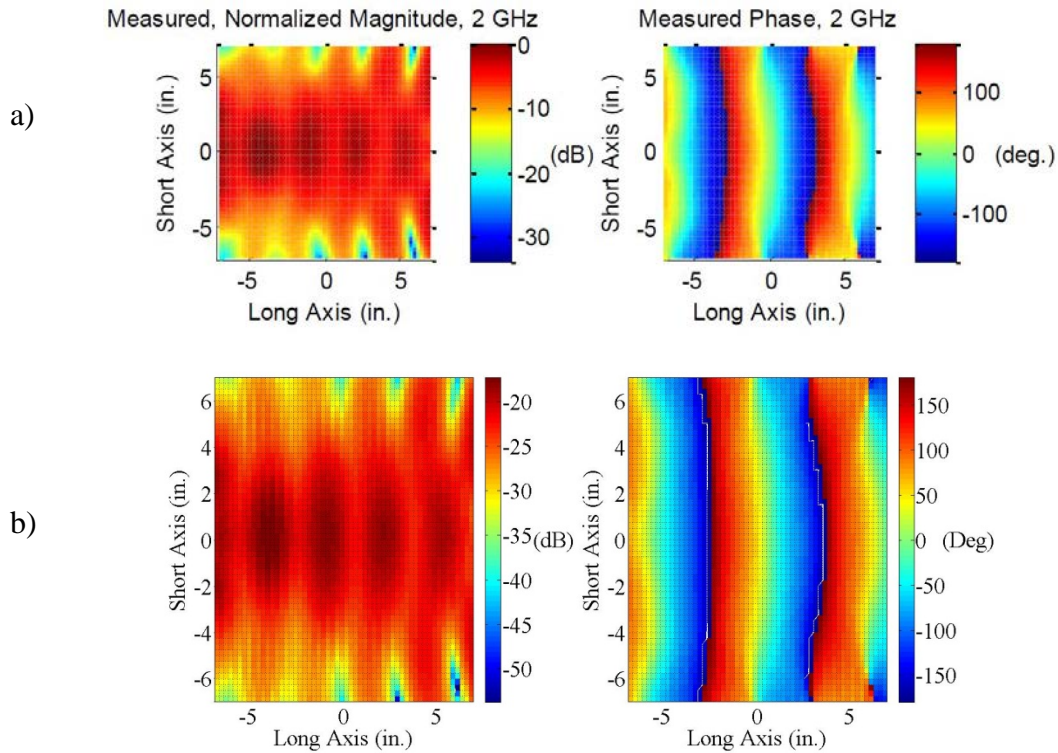 Measured, Normalized Magnitude, 2 GHz
Measured Phase, 2 GHz
a)
Short Axis (in.)
5
0
-5
-5 0 5
Long Axis (in.)
0
-10
-20
-30
(dB)
Short Axis (in.)
5
0
-5
-5 0 5
Long Axis (in.)
100
0
-100
(deg.)
b)
Short Axis (in.)
6
4
2
0
-2
-4
-6
-5 0 5
Long Axis (in.)
-20
-25
-30
-35
-40
-45
-50
(dB)
Short Axis (in.)
6
4
2
0
-2
-4
-6
-5 0 5
Long Axis (in.)
150
100
50
0
-50
-100
-150
(Deg)